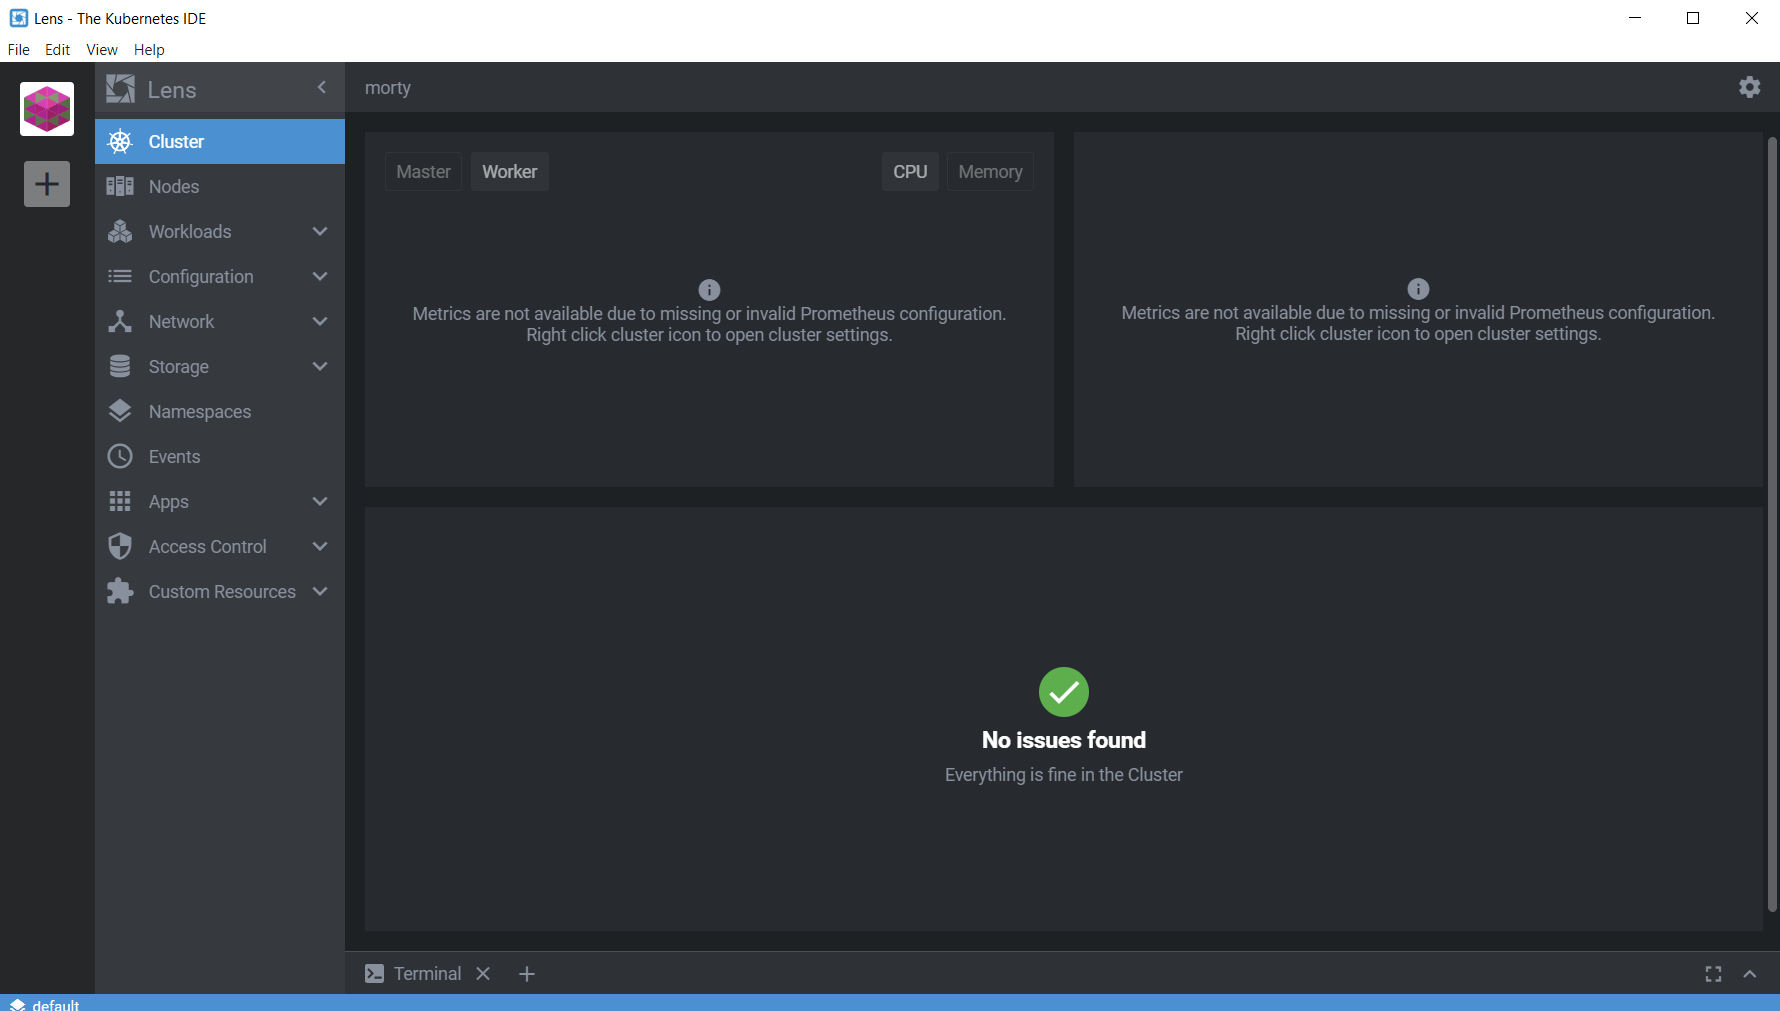 Lens - The Kubernetes IDE
File Edit View Help
Lens
morty
Cluster
Nodes
Workloads
Configuration
Network
Storage
Namespaces
Events
Apps
Access Control
Custom Resources
Master Worker CPU Memory
Metrics are not available due to missing or invalid Prometheus configuration.
Right click cluster icon to open cluster settings.
Metrics are not available due to missing or invalid Prometheus configuration.
Right click cluster icon to open cluster settings.
No issues found
Everything is fine in the Cluster
Terminal
default